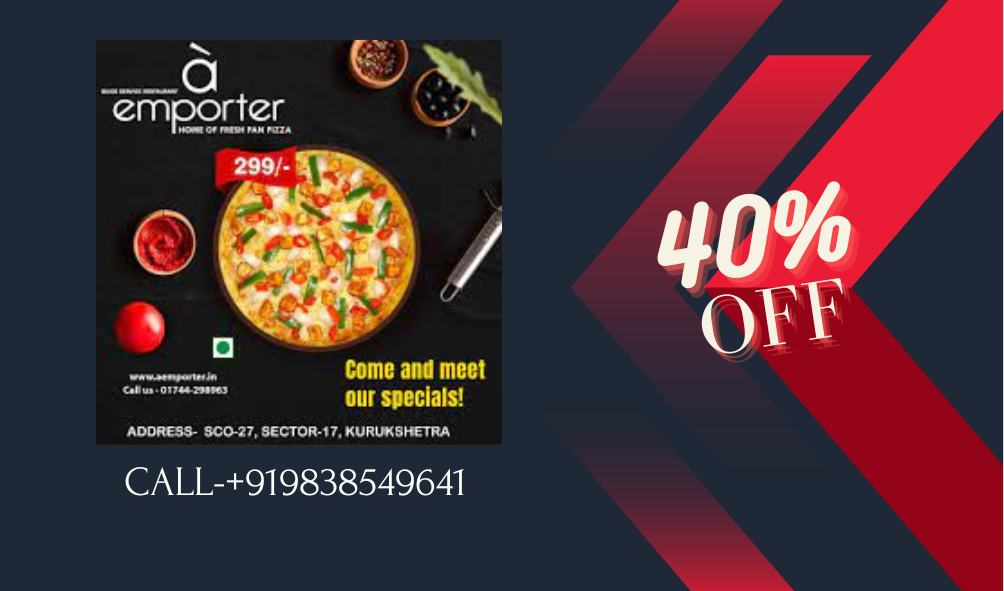 à
QUICK SERVICE RESTAURANT
emporter
HOME OF FRESH PAN PIZZA
299/-
Come and meet
our specials!
www.aemporter.in
Call us - 01744-298963
ADDRESS- SCO-27, SECTOR-17, KURUKSHETRA
CALL-+919838549641
40%
OFF